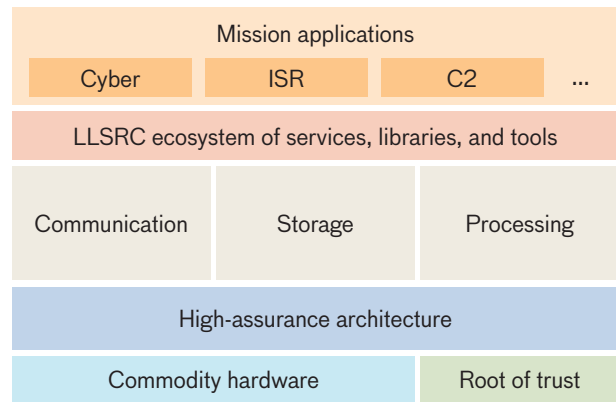 Mission applications
Cyber ISR C2 ...
LLSRC ecosystem of services, libraries, and tools
Communication Storage Processing
High-assurance architecture
Commodity hardware Root of trust